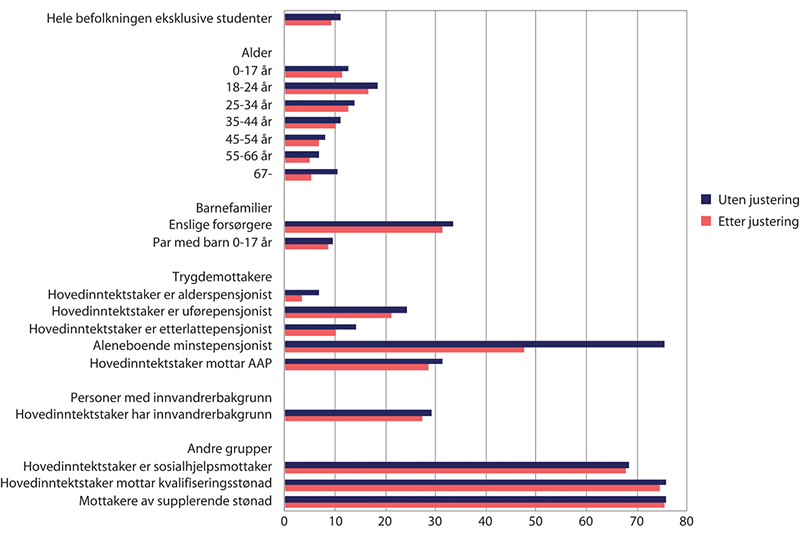 Hele befolkningen eksklusive studenter
Alder
0-17 år
18-24 år
25-34 år
35-44 år
45-54 år
55-66 år
67-
Barnefamilier
Enslige forsørgere
Par med barn 0-17 år
Trygdemottakere
Hovedinntektstaker er alderspensjonist
Hovedinntektstaker er uførepensjonist
Hovedinntektstaker er etterlattepensjonist
Aleneboende minstepensjonist
Hovedinntektstaker mottar AAP
Personer med innvandrerbakgrunn
Hovedinntektstaker har innvandrerbakgrunn
Andre grupper
Hovedinntektstaker er sosialhjelpsmottaker
Hovedinntektstaker mottar kvalifiseringsstønad
Mottakere av supplerende stønad
0 10 20 30 40 50 60 70 80
Uten justering
Etter justering